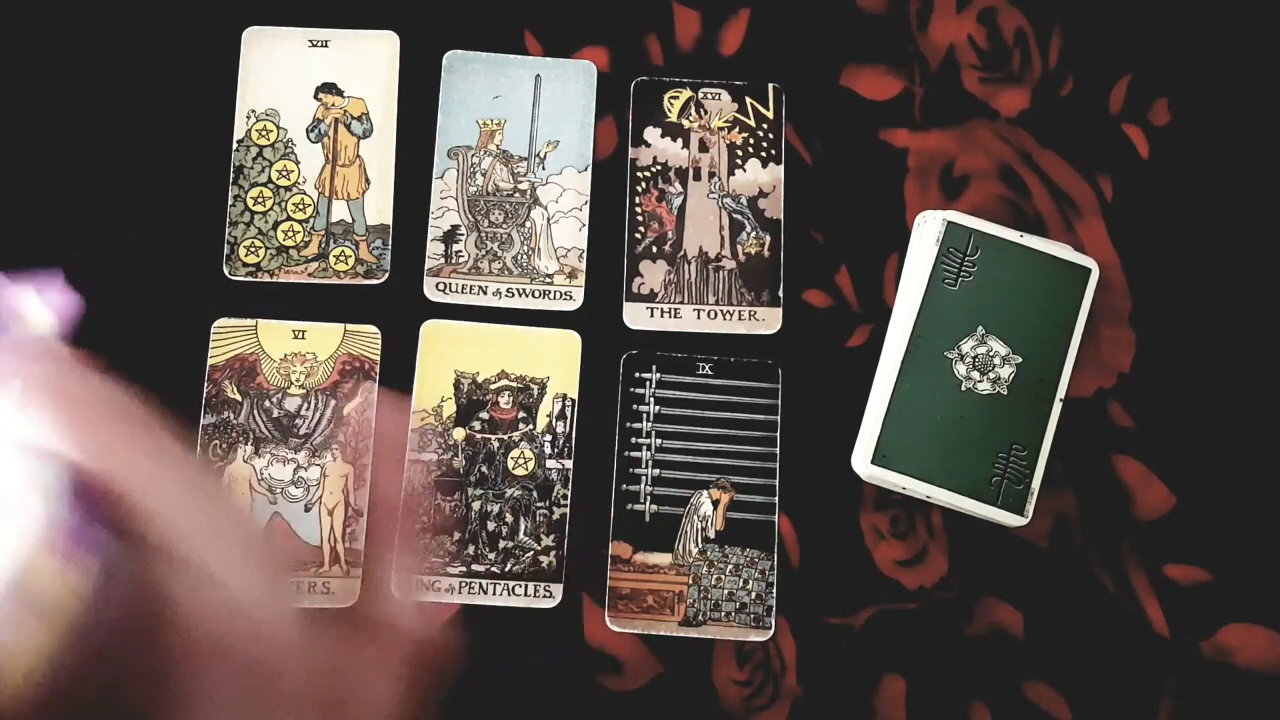 VII
QUEEN of SWORDS.
XVI
THE TOWER.
VI
ERS.
ING of PENTACLES.
IX